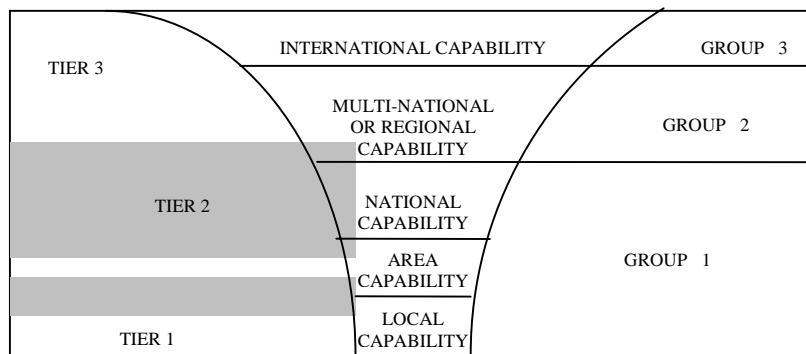 INTERNATIONAL CAPABILITY
GROUP 3
TIER 3
MULTI-NATIONAL
OR REGIONAL
CAPABILITY
GROUP 2
TIER 2
NATIONAL
CAPABILITY
AREA
CAPABILITY
GROUP 1
LOCAL
CAPABILITY
TIER 1